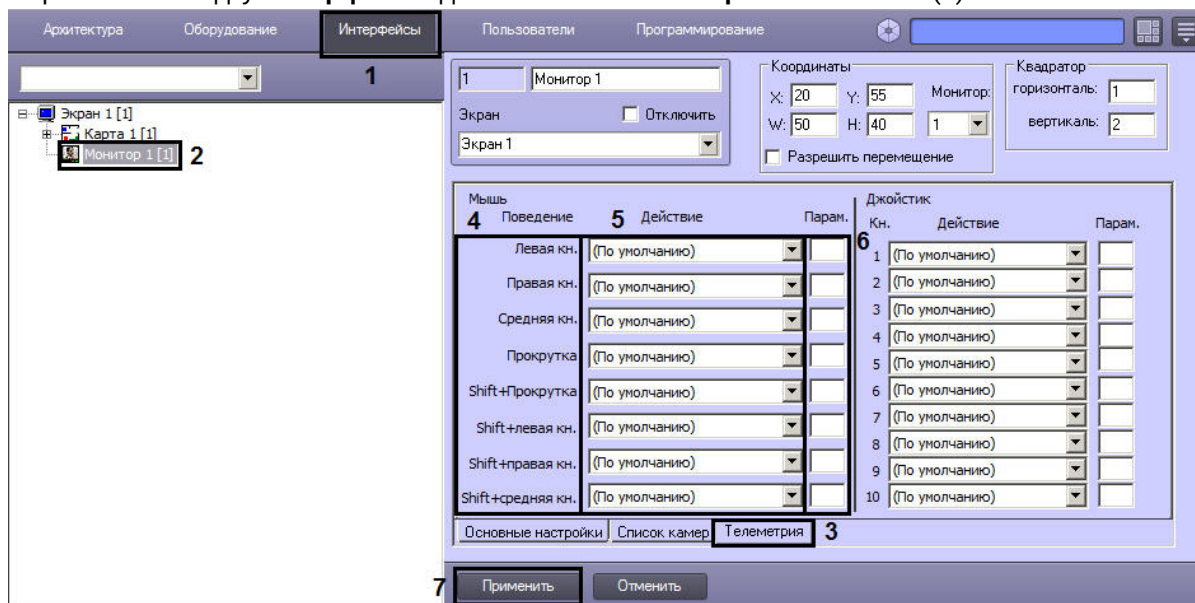 Архитектура Оборудование Интерфейсы Пользователи Программирование
1
Экран 1 [1]
Карта 1 [1]
Монитор 1 [1] 2
1 Монитор 1
Экран Отключить
Экран 1
Координаты
X: 20 Y: 55 Монитор:
W: 50 H: 40 1
Разрешить перемещение
Квадратор
горизонталь: 1
вертикаль: 2
Мышь
4 Поведение 5 Действие Парам.
Левая кн. (По умолчанию)
Правая кн. (По умолчанию)
Средняя кн. (По умолчанию)
Прокрутка (По умолчанию)
Shift+Прокрутка (По умолчанию)
Shift+левая кн. (По умолчанию)
Shift+правая кн. (По умолчанию)
Shift+средняя кн. (По умолчанию)
Джойстик
Кн. Действие Парам.
6
1 (По умолчанию)
2 (По умолчанию)
3 (По умолчанию)
4 (По умолчанию)
5 (По умолчанию)
6 (По умолчанию)
7 (По умолчанию)
8 (По умолчанию)
9 (По умолчанию)
10 (По умолчанию)
Основные настройки Список камер Телеметрия 3
7 Применить Отменить